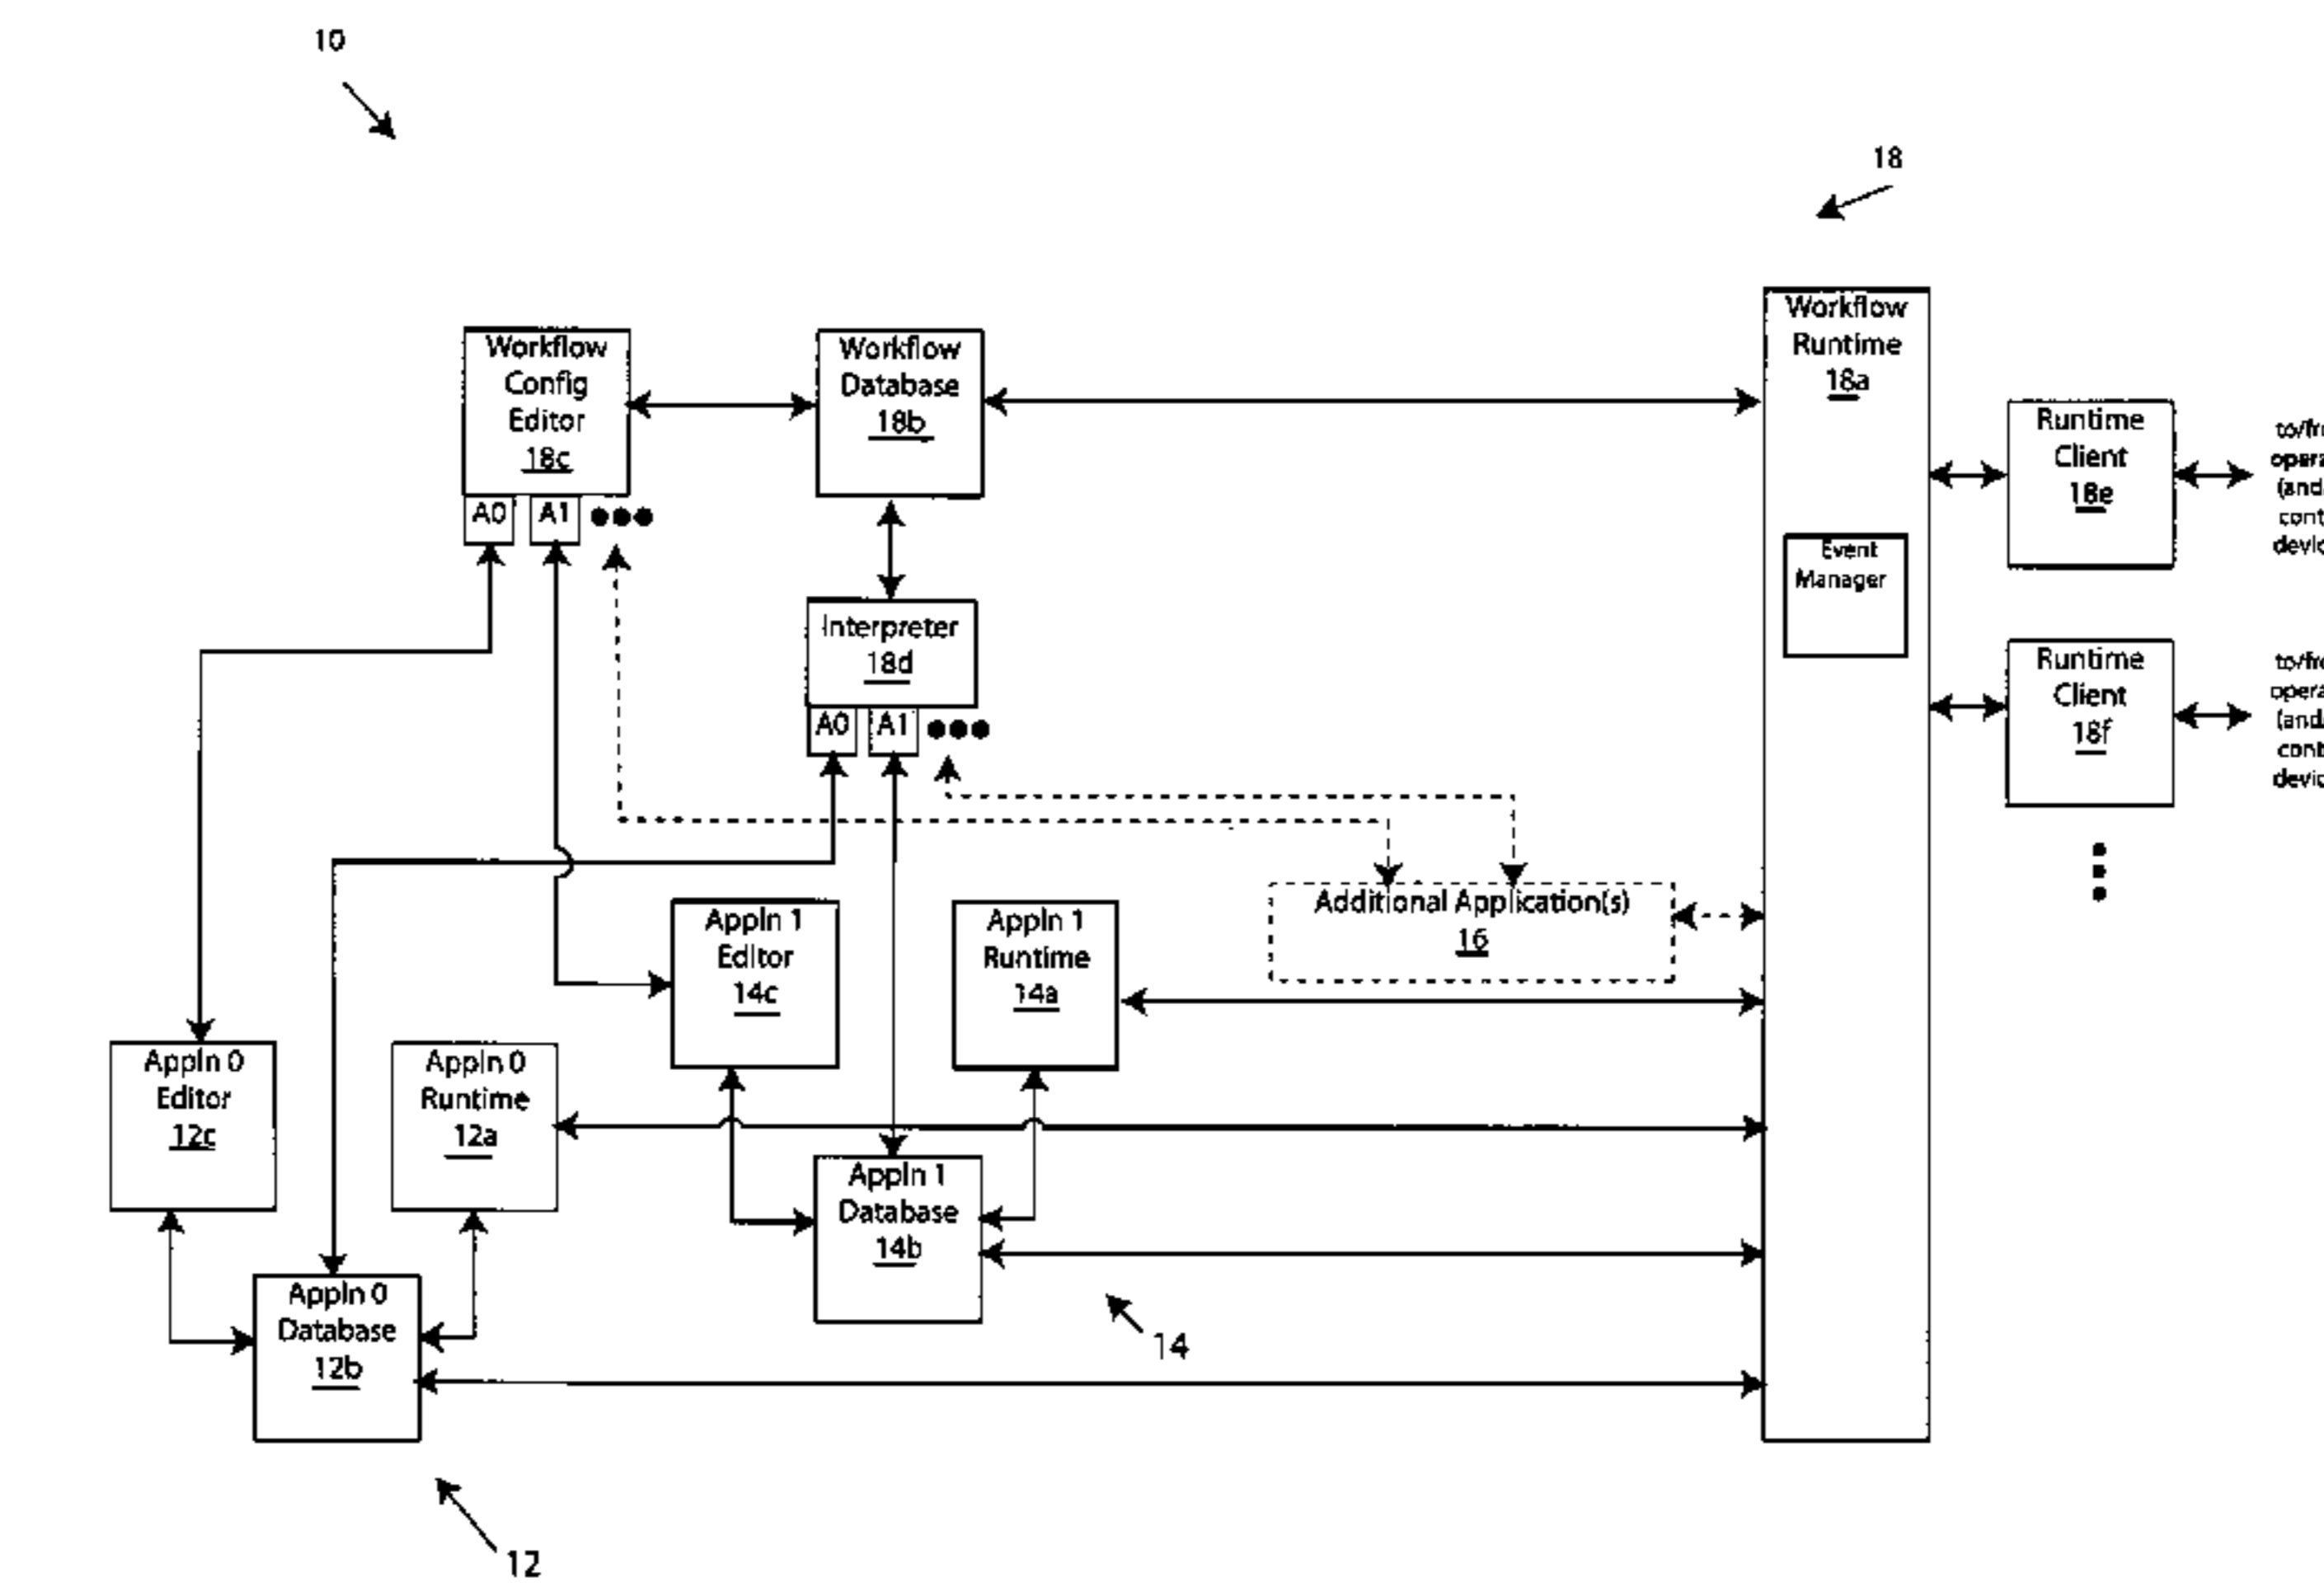 10
18
Workflow
Config
Editor
18c
A0
A1
Workflow
Database
18b
Interpreter
18d
A0
A1
Workflow
Runtime
18a
Event
Manager
Runtime
Client
18e
Runtime
Client
18f
Additional Application(s)
16
Appln 1
Editor
14c
Appln 1
Runtime
14a
Appln 0
Editor
12c
Appln 0
Runtime
12a
Appln 1
Database
14b
14
Appln 0
Database
12b
12